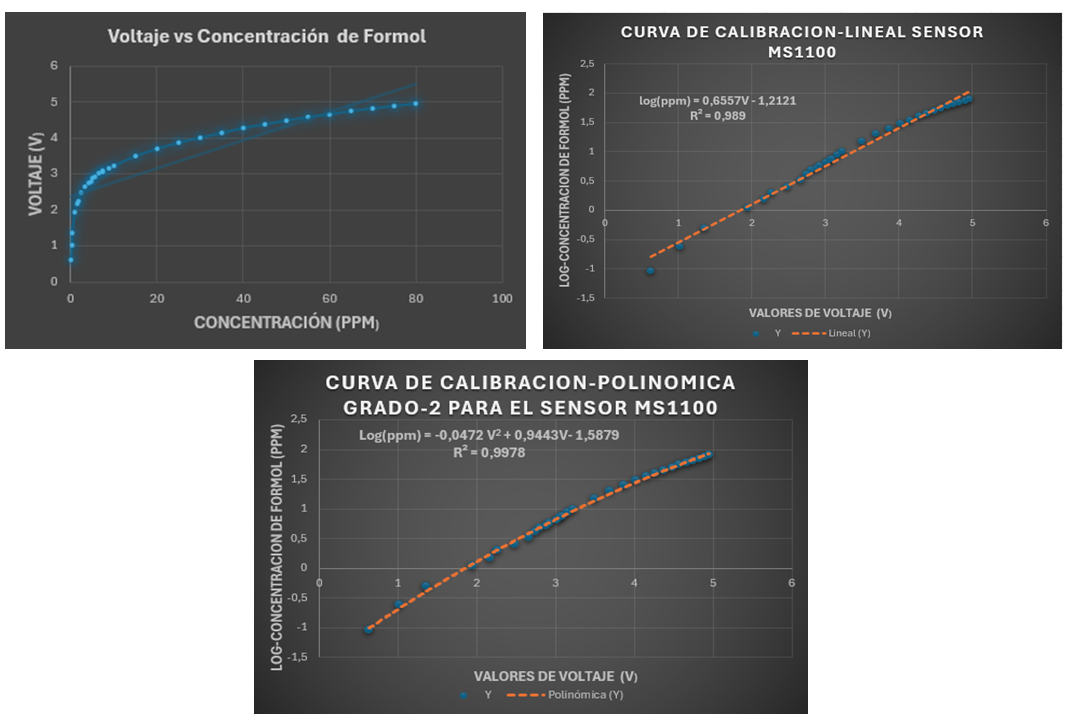 Voltaje vs Concentración  de Formol
VOLTAJE (V)
6
5
4
3
2
1
0
0 20 40 60 80 100
CONCENTRACIÓN (PPM)
CURVA DE CALIBRACION-LINEAL SENSOR
MS1100
LOG-CONCENTRACION DE FORMOL (PPM)
log(ppm) = 0,6557V - 1,2121
R² = 0,989
2,5
2
1,5
1
0,5
0
-0,5
-1
-1,5
0 1 2 3 4 5 6
VALORES DE VOLTAJE (V)
Y Lineal (Y)
CURVA DE CALIBRACION-POLINOMICA
GRADO-2 PARA EL SENSOR MS1100
LOG-CONCENTRACION DE FORMOL (PPM)
Log(ppm) = -0,0472 V² + 0,9443V- 1,5879
R² = 0,9978
2,5
2
1,5
1
0,5
0
-0,5
-1
-1,5
0 1 2 3 4 5 6
VALORES DE VOLTAJE (V)
Y Polinómica (Y)